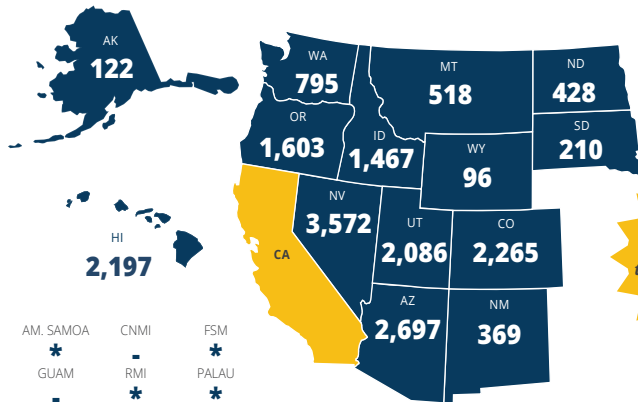 AK
122
WA
795
MT
518
ND
428
OR
1,603
ID
1,467
WY
96
SD
210
HI
2,197
CA
NV
3,572
UT
2,086
CO
2,265
AZ
2,697
NM
369
AM. SAMOA CNMI FSM
* - *
GUAM RMI PALAU
- * *